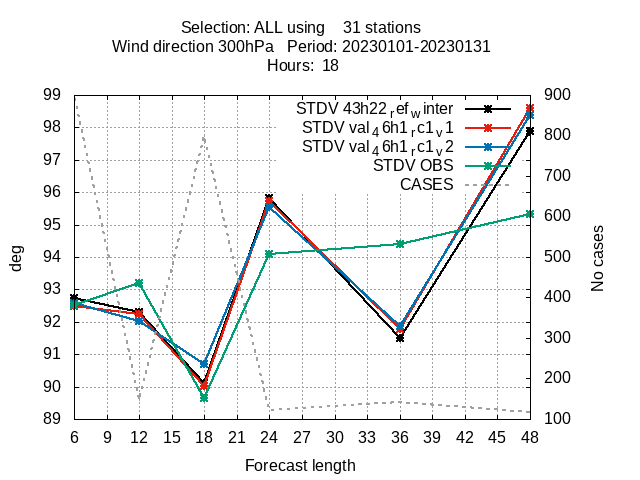 Selection: ALL using    31 stations
Wind direction 300hPa   Period: 20230101-20230131
Hours:  18
STDV 43h22_ref_winter
STDV val_46h1_rc1_v1
STDV val_46h1_rc1_v2
STDV OBS
CASES
99
98
97
96
95
94
93
92
91
90
89
deg
900
800
700
600
500
400
300
200
100
No cases
6 9 12 15 18 21 24 27 30 33 36 39 42 45 48
Forecast length